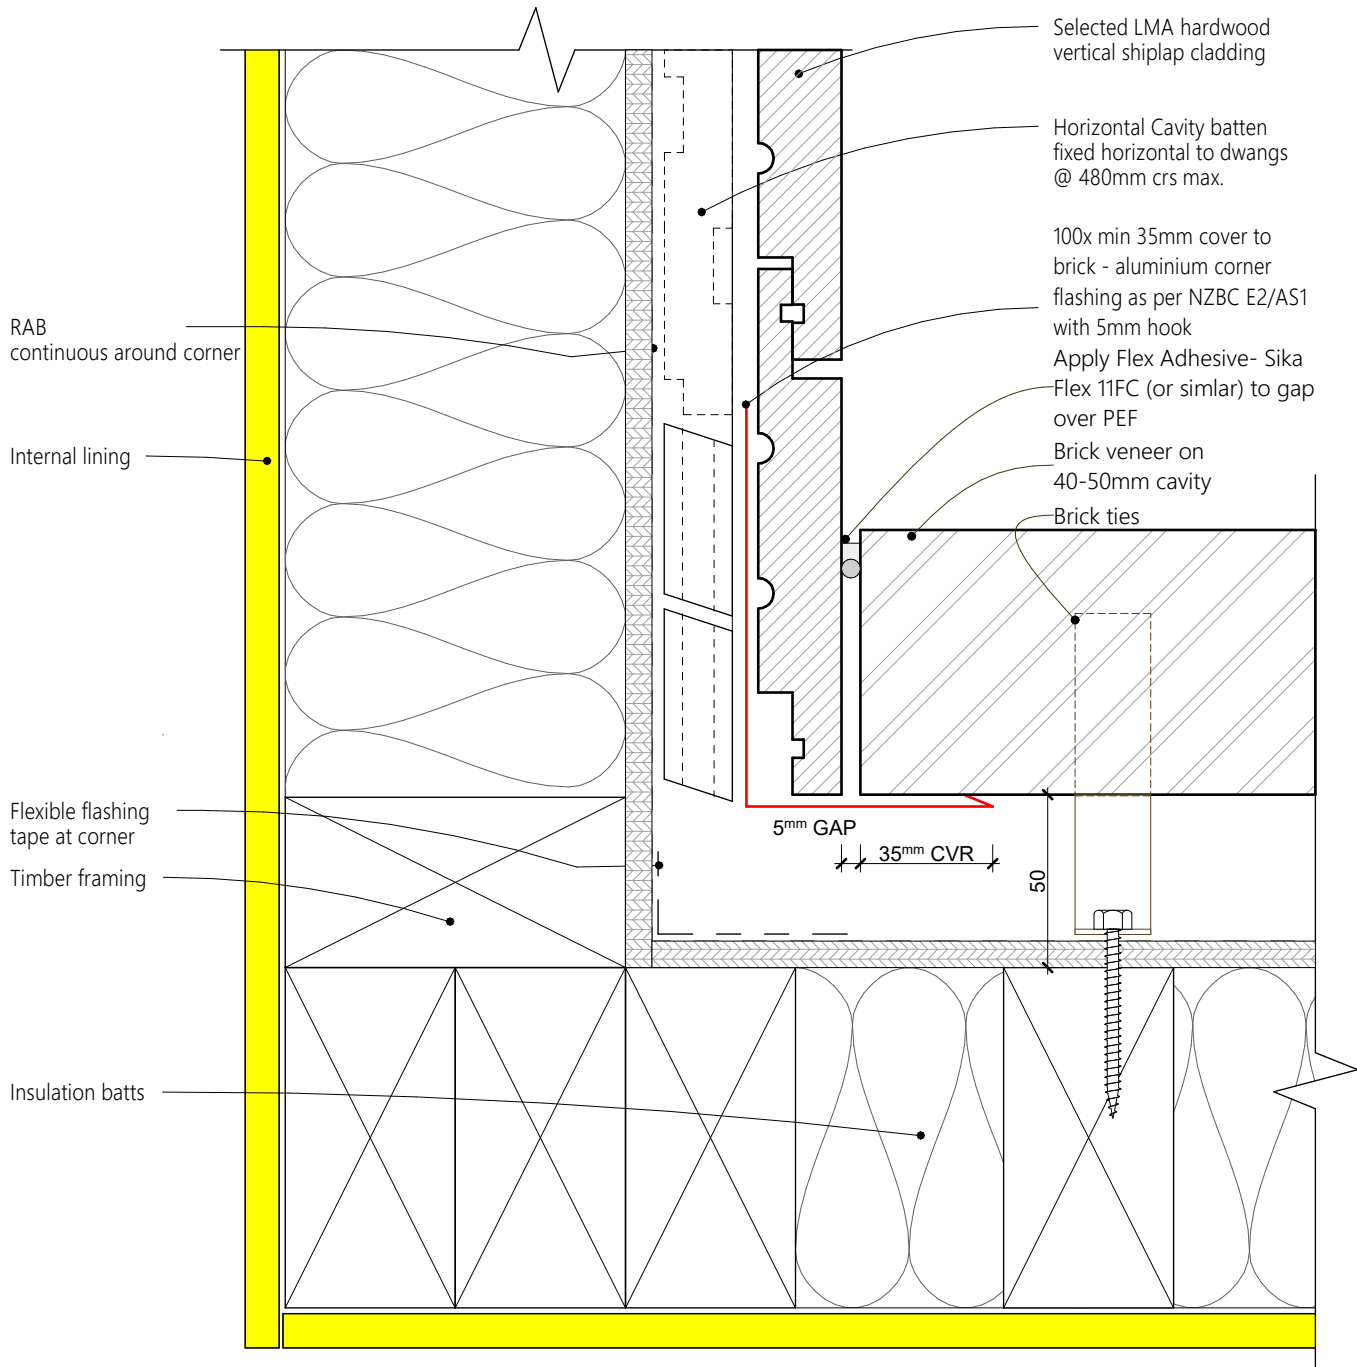 Selected LMA hardwood
vertical shiplap cladding
Horizontal Cavity batten
fixed horizontal to dwangs
@ 480mm crs max.
100x min 35mm cover to
brick - aluminium corner
flashing as per NZBC E2/AS1
with 5mm hook
Apply Flex Adhesive- Sika
Flex 11FC (or simlar) to gap
over PEF
Brick veneer on
40-50mm cavity
Brick ties
RAB
continuous around corner
Internal lining
Flexible flashing
tape at corner
Timber framing
Insulation batts
5mm GAP
35mm CVR
50